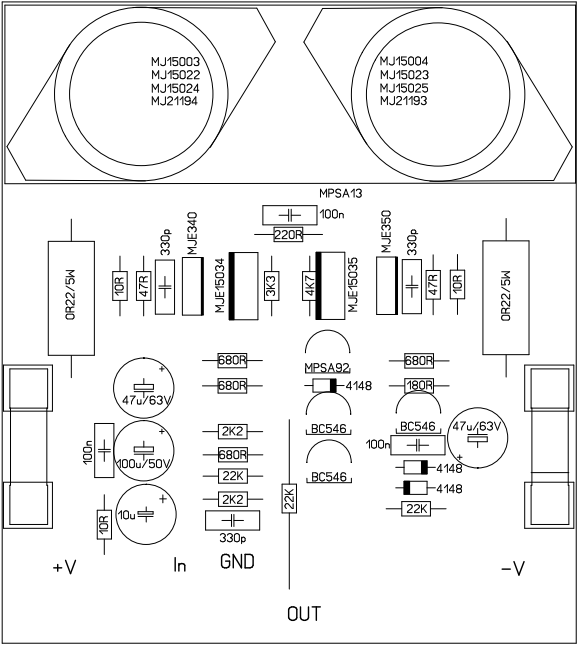 MJ15003
MJ15022
MJ15024
MJ21194
MJ15004
MJ15023
MJ15025
MJ21193
MPSA13
100n
220R
330p
MJE340
MJE350
330p
0R22/5W
10R
47R
MJE15034
3K3
4K7
MJE15035
47R
10R
0R22/5W
680R
MPSA92
680R
+
47u/63V
680R
4148
180R
100n
+
100u/50V
2K2
BC546
BC546
47u/63V
+
680R
100n
22K
BC546
4148
10u
+
2K2
22K
4148
10R
330p
22K
+V
In
GND
-V
OUT